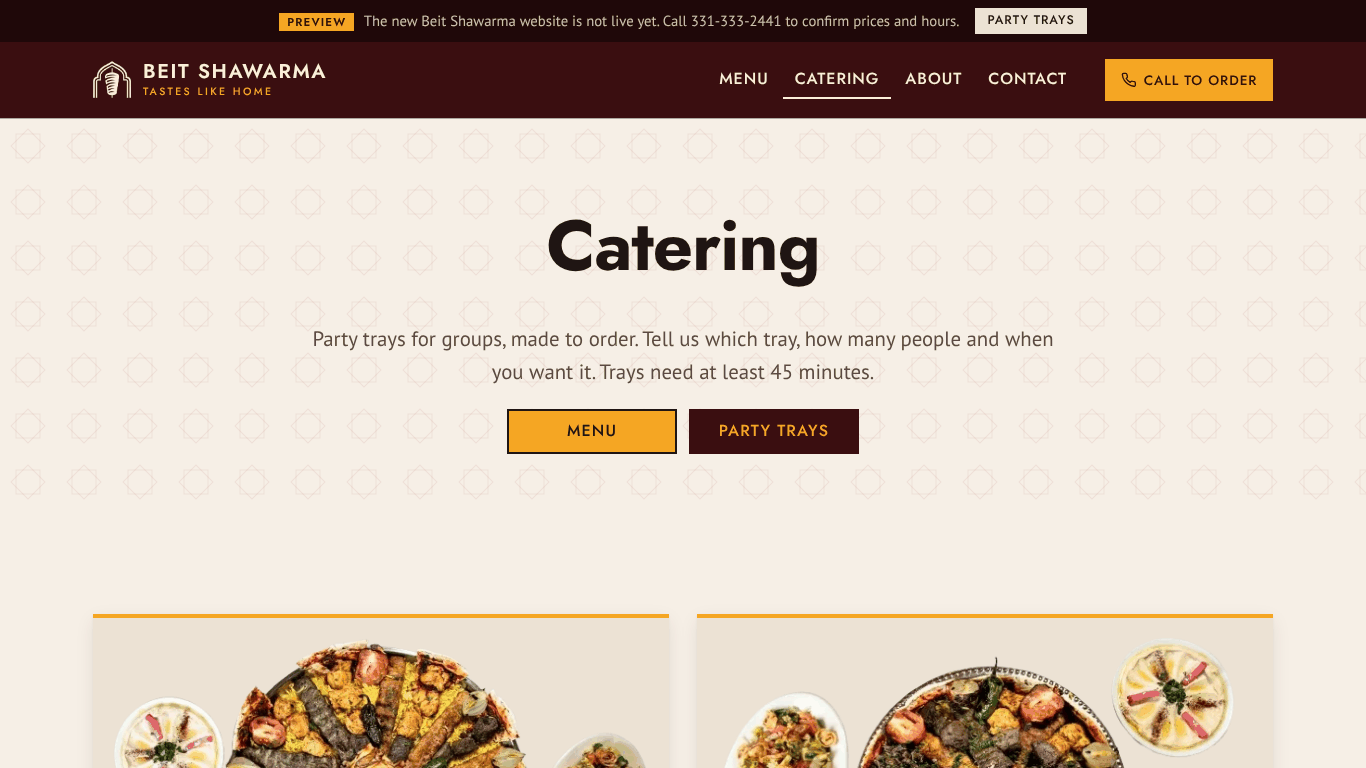 PREVIEW The new Beit Shawarma website is not live yet. Call 331-333-2441 to confirm prices and hours. PARTY TRAYS
BEIT SHAWARMA
TASTES LIKE HOME
MENU CATERING ABOUT CONTACT CALL TO ORDER
Catering
Party trays for groups, made to order. Tell us which tray, how many people and when
you want it. Trays need at least 45 minutes.
MENU PARTY TRAYS